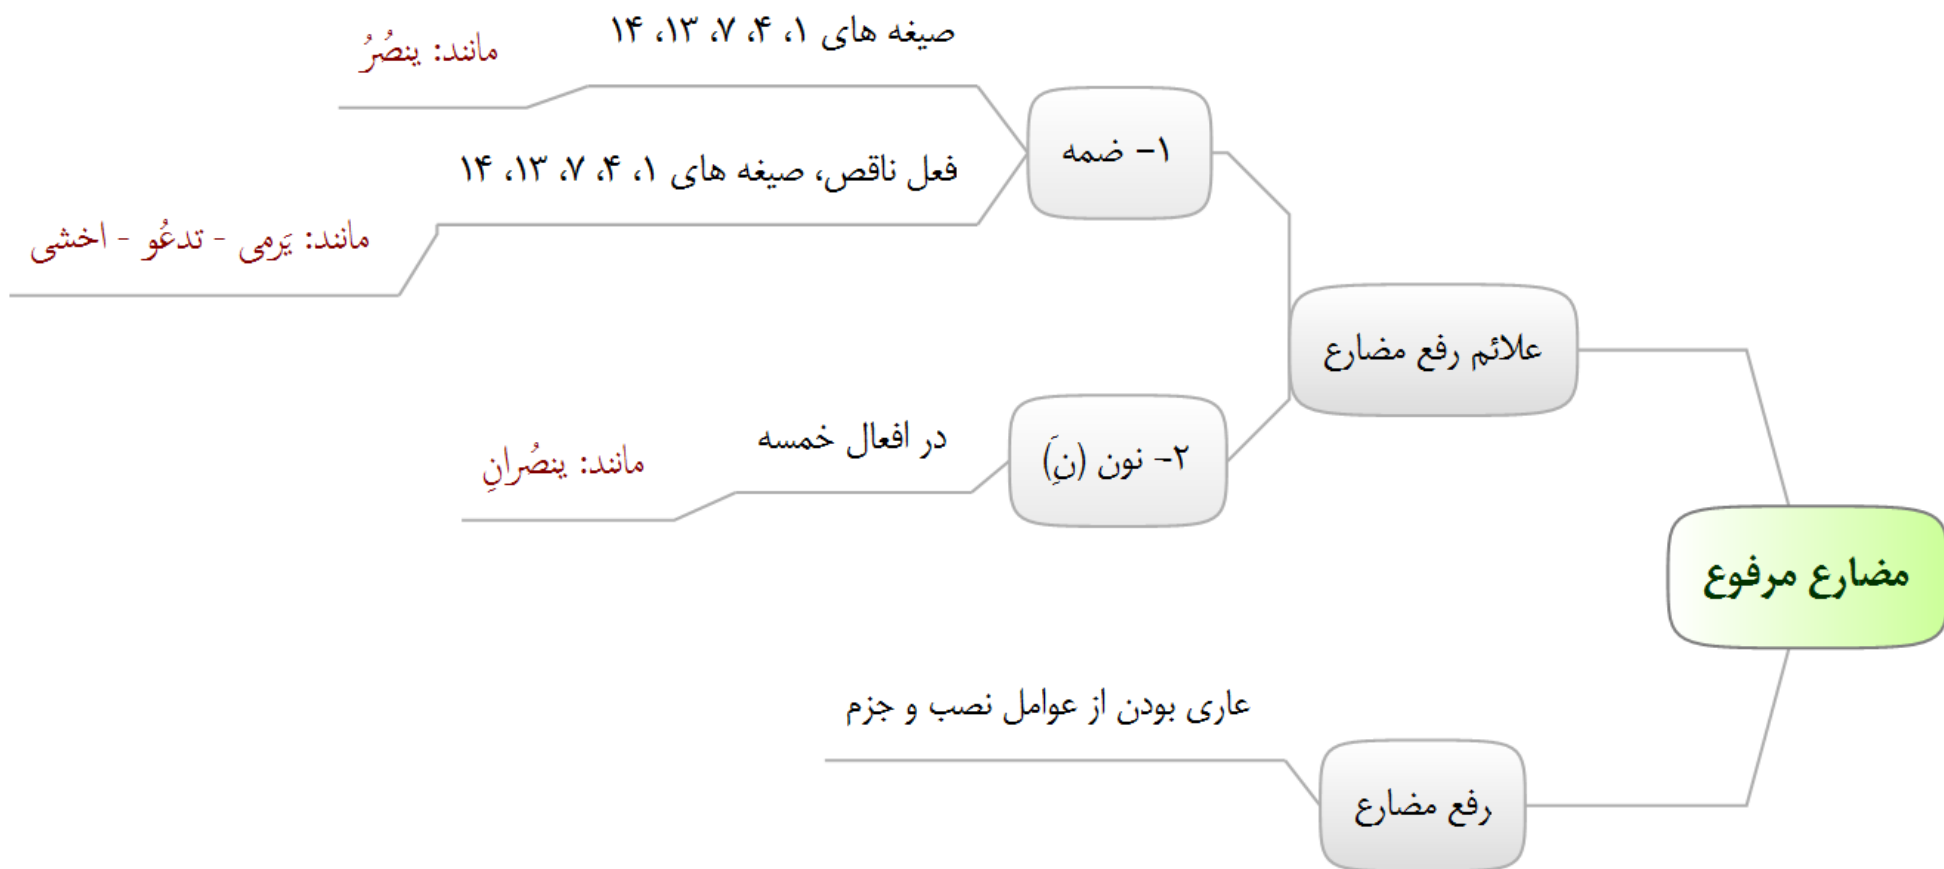 مضارع مرفوع
علائم رفع مضارع
۱- ضمه
صیغه های ۱، ۴، ۷، ۱۳، ۱۴
مانند: ینصُرُ
فعل ناقص، صیغه های ۱، ۴، ۷، ۱۳، ۱۴
مانند: یَرمی - تدعُو - اخشی
۲- نون (نَِ)
در افعال خمسه
مانند: ینصُرانِ
رفع مضارع
عاری بودن از عوامل نصب و جزم